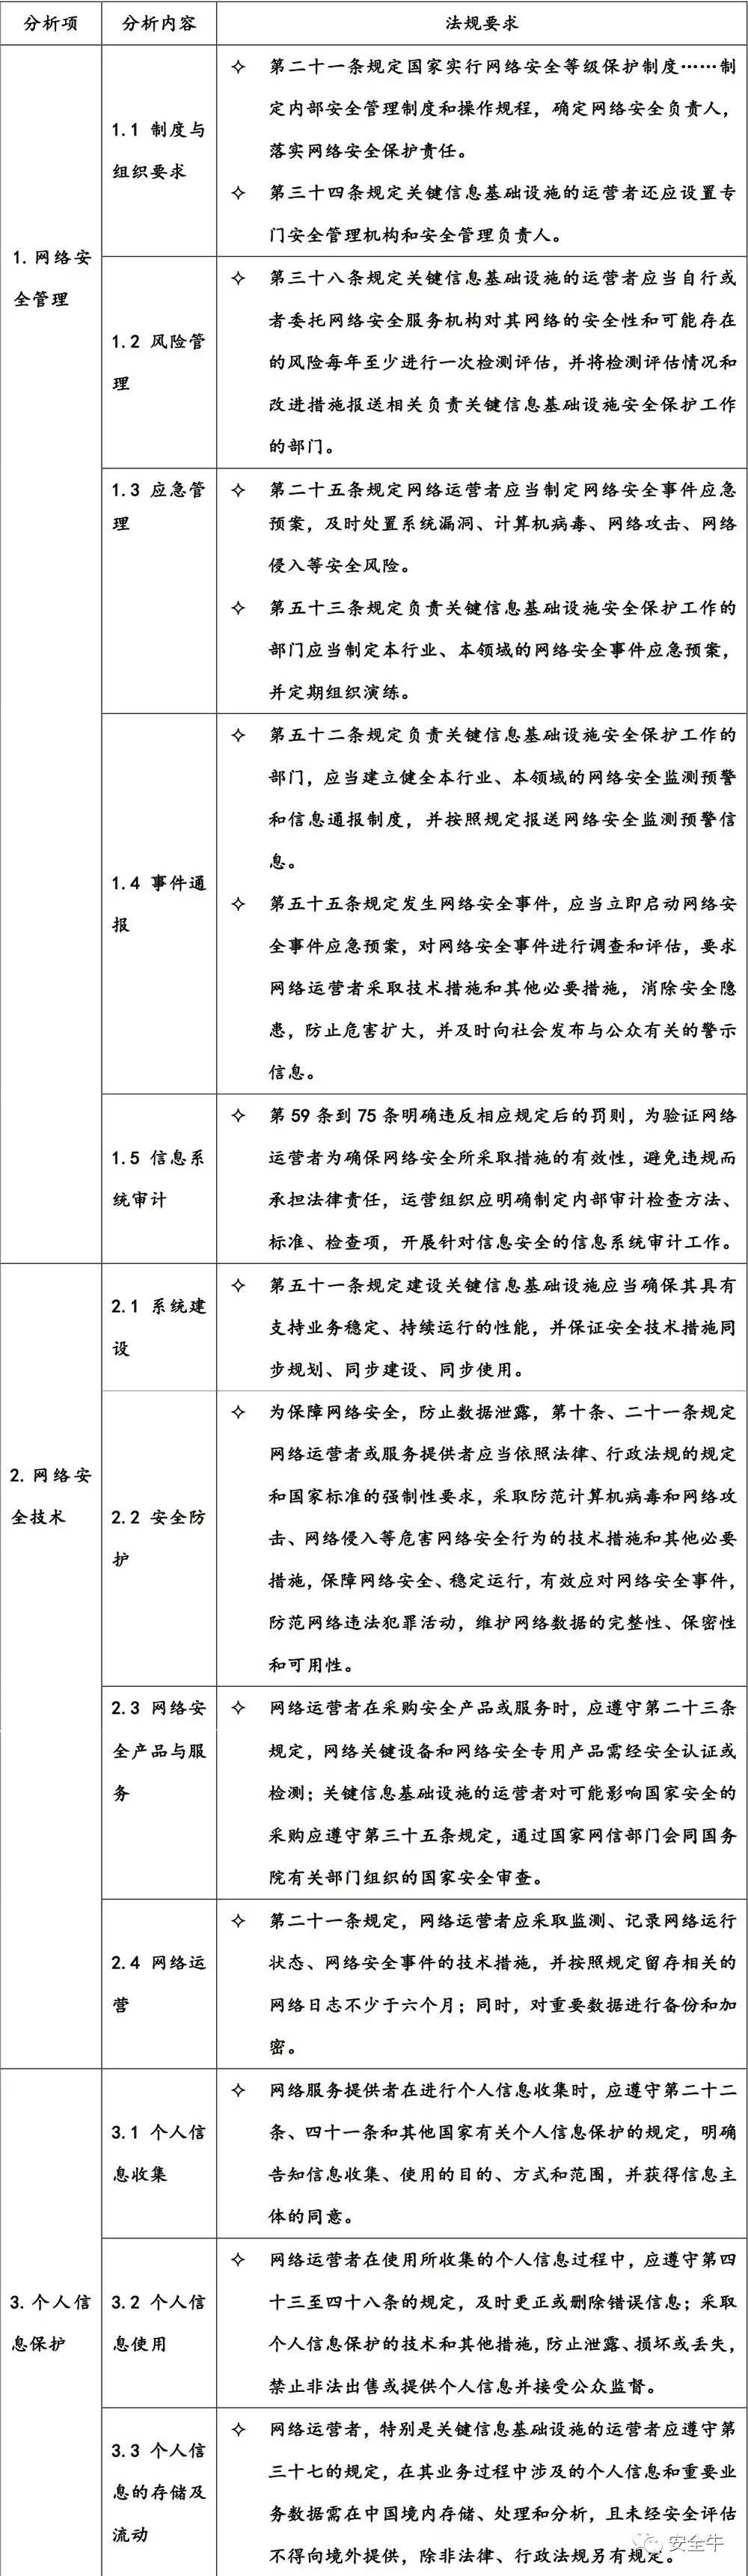 分析项 分析内容 法规要求
1.网络安
全管理
1.1 制度与
组织要求
✧ 第二十一条规定国家实行网络安全等级保护制度……制
定内部安全管理制度和操作规程，确定网络安全负责人，
落实网络安全保护责任。
✧ 第三十四条规定关键信息基础设施的运营者还应设置专
门安全管理机构和安全管理负责人。
1.2 风险管
理
✧ 第三十八条规定关键信息基础设施的运营者应当自行或
者委托网络安全服务机构对其网络的安全性和可能存在
的风险每年至少进行一次检测评估，并将检测评估情况和
改进措施报送相关负责关键信息基础设施安全保护工作
的部门。
1.3 应急管
理
✧ 第二十五条规定网络运营者应当制定网络安全事件应急
预案，及时处置系统漏洞、计算机病毒、网络攻击、网络
侵入等安全风险。
✧ 第五十三条规定负责关键信息基础设施安全保护工作的
部门应当制定本行业、本领域的网络安全事件应急预案，
并定期组织演练。
1.4 事件通
报
✧ 第五十二条规定负责关键信息基础设施安全保护工作的
部门，应当建立健全本行业、本领域的网络安全监测预警
和信息通报制度，并按照规定报送网络安全监测预警信
息。
✧ 第五十五条规定发生网络安全事件，应当立即启动网络安
全事件应急预案，对网络安全事件进行调查和评估，要求
网络运营者采取技术措施和其他必要措施，消除安全隐
患，防止危害扩大，并及时向社会发布与公众有关的警示
信息。
1.5 信息系
统审计
✧ 第 59 条到 75 条明确违反相应规定后的罚则，为验证网络
运营者为确保网络安全所采取措施的有效性，避免违规而
承担法律责任，运营组织应明确制定内部审计检查方法、
标准、检查项，开展针对信息安全的信息系统审计工作。
2.网络安
全技术
2.1 系统建
设
✧ 第五十一条规定建设关键信息基础设施应当确保其具有
支持业务稳定、持续运行的性能，并保证安全技术措施同
步规划、同步建设、同步使用。
2.2 安全防
护
✧ 为保障网络安全，防止数据泄露，第十条、二十一条规定
网络运营者或服务提供者应当依照法律、行政法规的规定
和国家标准的强制性要求，采取防范计算机病毒和网络攻
击、网络侵入等危害网络安全行为的技术措施和其他必要
措施，保障网络安全、稳定运行，有效应对网络安全事件，
防范网络违法犯罪活动，维护网络数据的完整性、保密性
和可用性。
2.3 网络安
全产品与服
务
✧ 网络运营者在采购安全产品或服务时，应遵守第二十三条
规定，网络关键设备和网络安全专用产品需经安全认证或
检测；关键信息基础设施的运营者对可能影响国家安全的
采购应遵守第三十五条规定，通过国家网信部门会同国务
院有关部门组织的国家安全审查。
2.4 网络运
营
✧ 第二十一条规定，网络运营者应采取监测、记录网络运行
状态、网络安全事件的技术措施，并按照规定留存相关的
网络日志不少于六个月；同时，对重要数据进行备份和加
密。
3.个人信
息保护
3.1 个人信
息收集
✧ 网络服务提供者在进行个人信息收集时，应遵守第二十二
条、四十一条和其他国家有关个人信息保护的规定，明确
告知信息收集、使用的目的、方式和范围，并获得信息主
体的同意。
3.2 个人信
息使用
✧ 网络运营者在使用所收集的个人信息过程中，应遵守第四
十三至四十八条的规定，及时更正或删除错误信息；采取
个人信息保护的技术和其他措施，防止泄露、损坏或丢失，
禁止非法出售或提供个人信息并接受公众监督。
3.3 个人信
息的存储及
流动
✧ 网络运营者，特别是关键信息基础设施的运营者应遵守第
三十七的规定，在其业务过程中涉及的个人信息和重要业
务数据需在中国境内存储、处理和分析，且未经安全评估
不得向境外提供，除非法律、行政法规另有规定。
安全牛